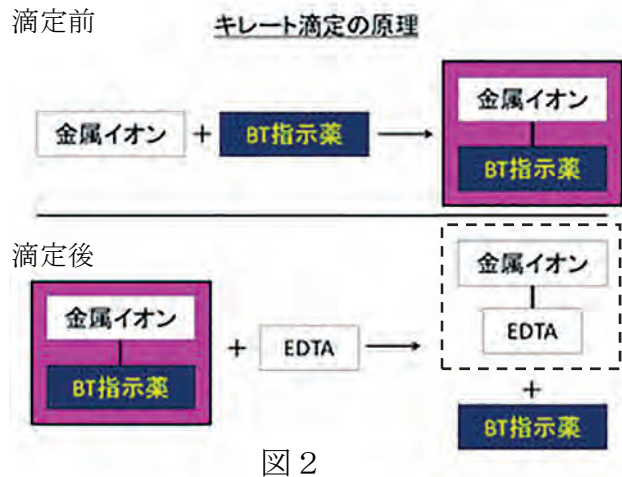 滴定前
キレート滴定の原理
金属イオン + BT指示薬 → 金属イオン
BT指示薬
滴定後
金属イオン
BT指示薬
+ EDTA →
金属イオン
EDTA
+
BT指示薬
図2